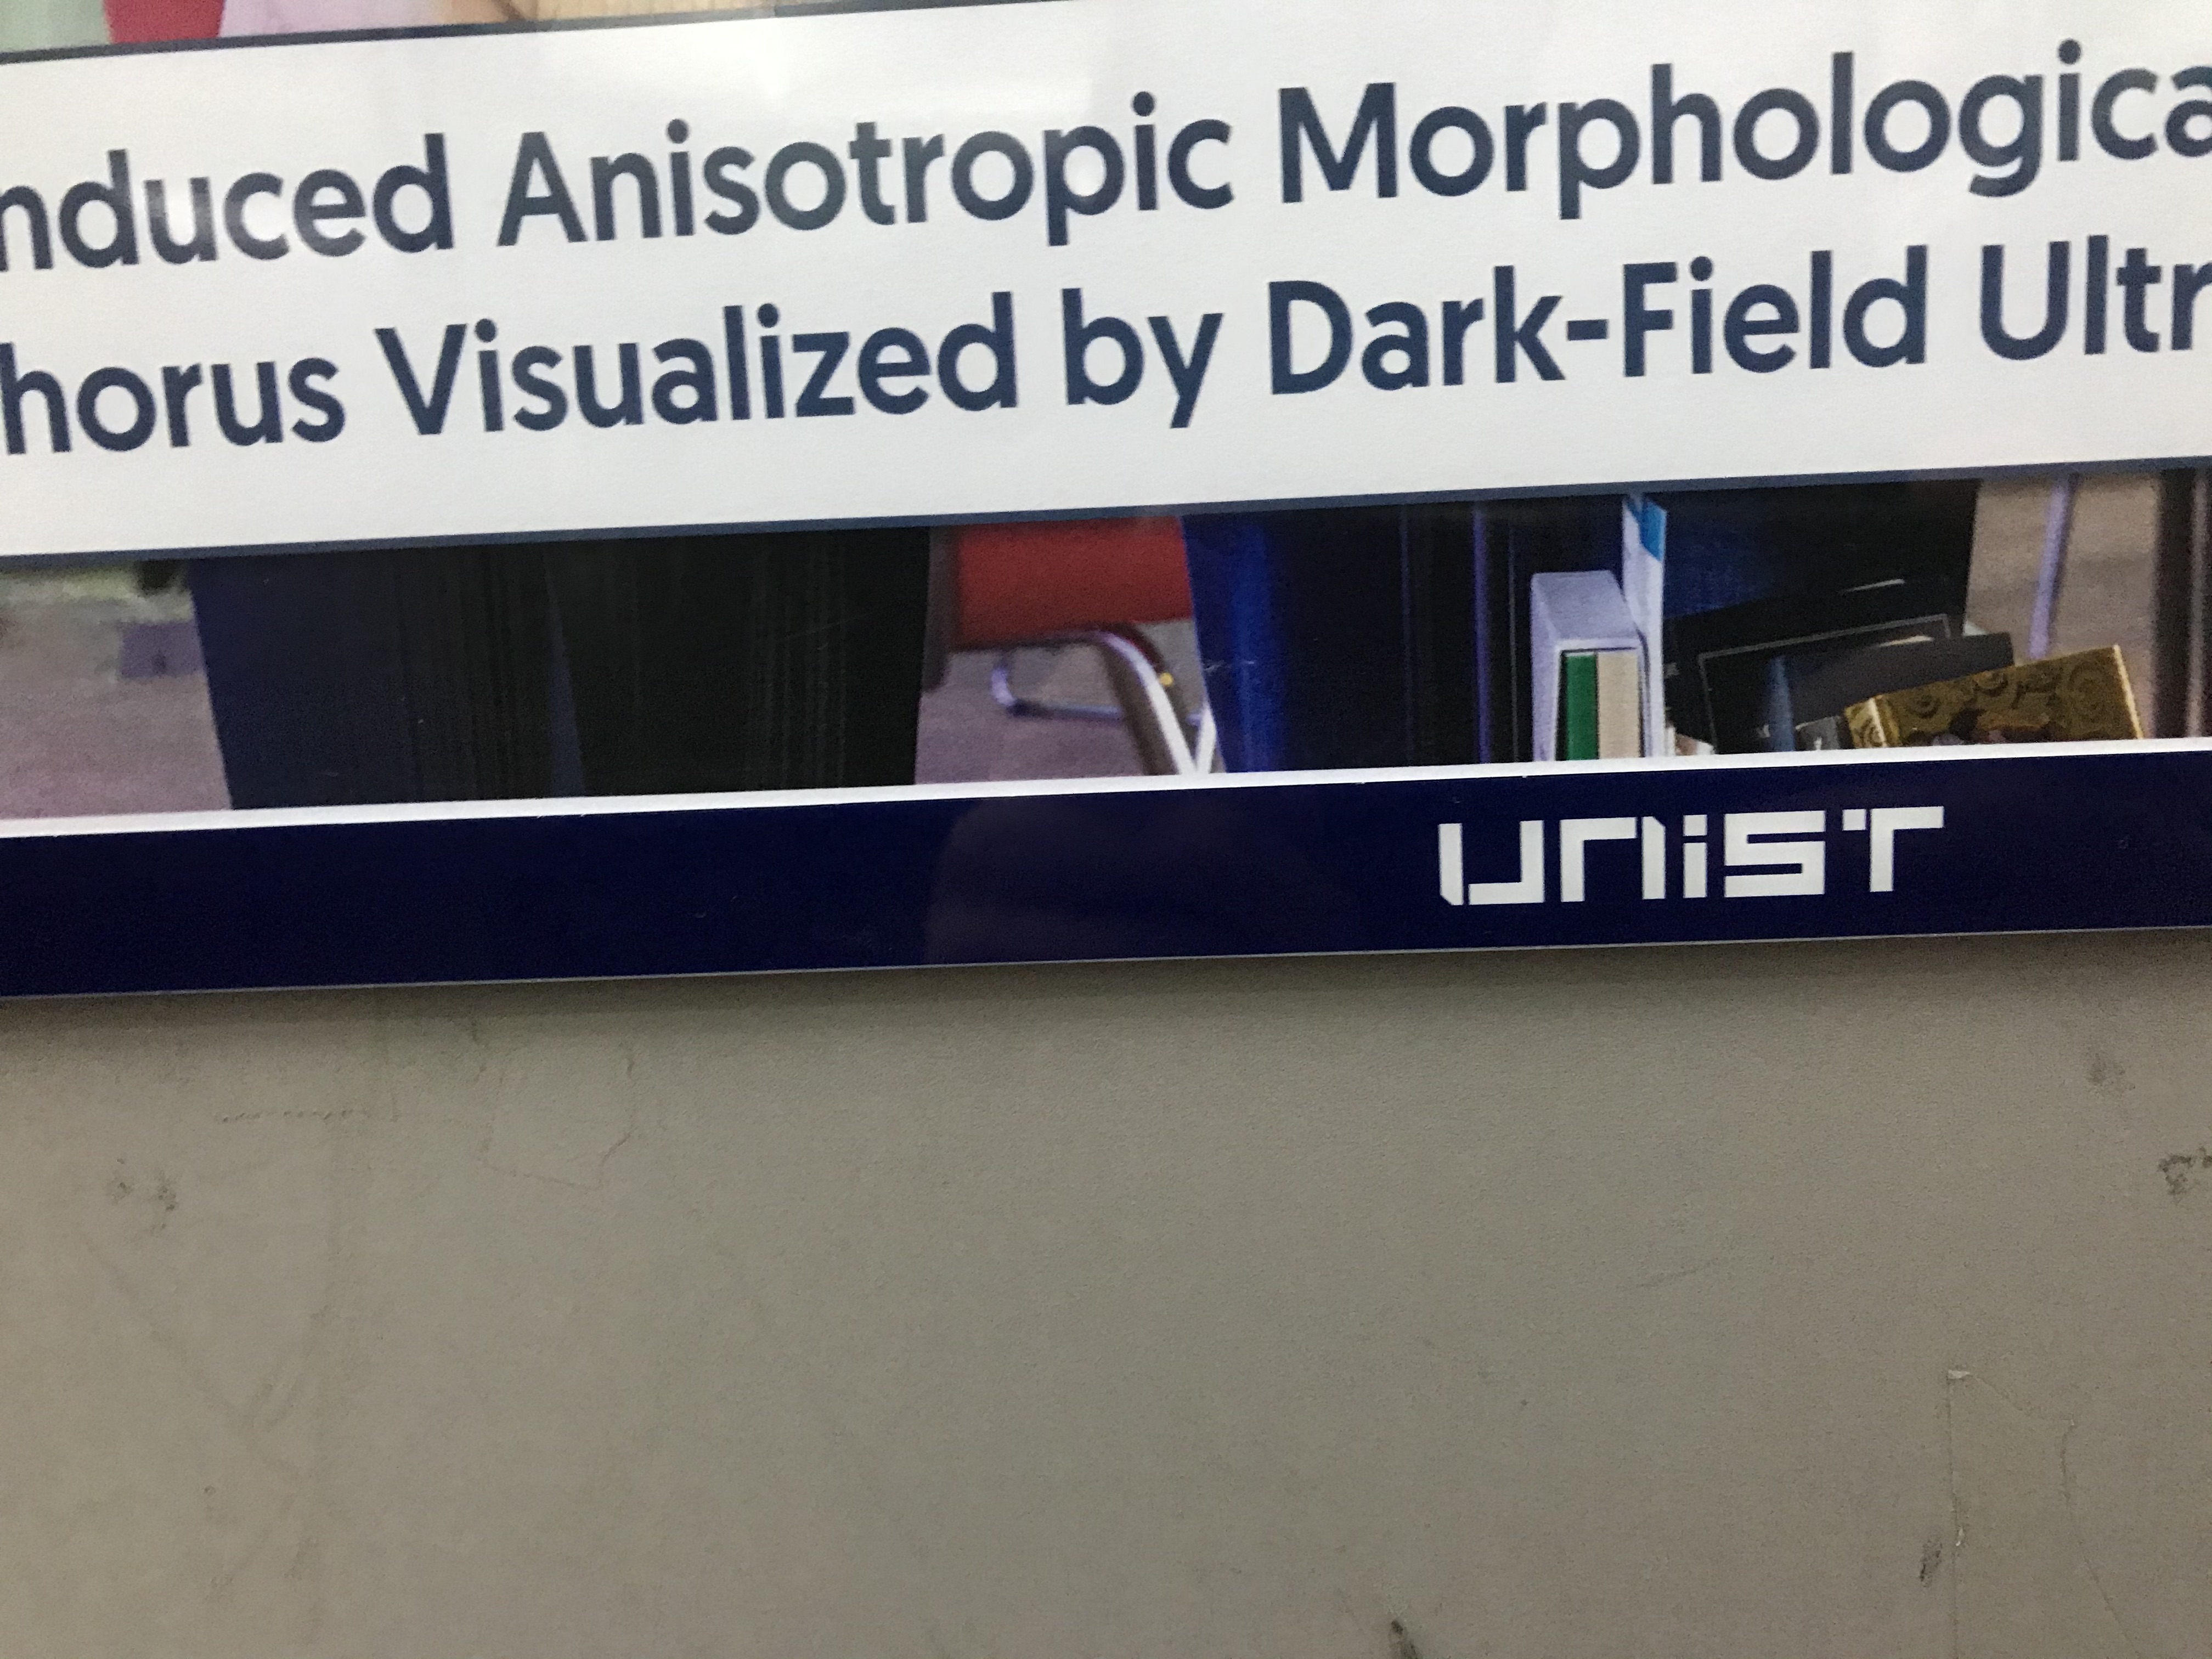 nduced Anisotropic Morphologica
horus Visualized by Dark-Field Ultr
UNIST